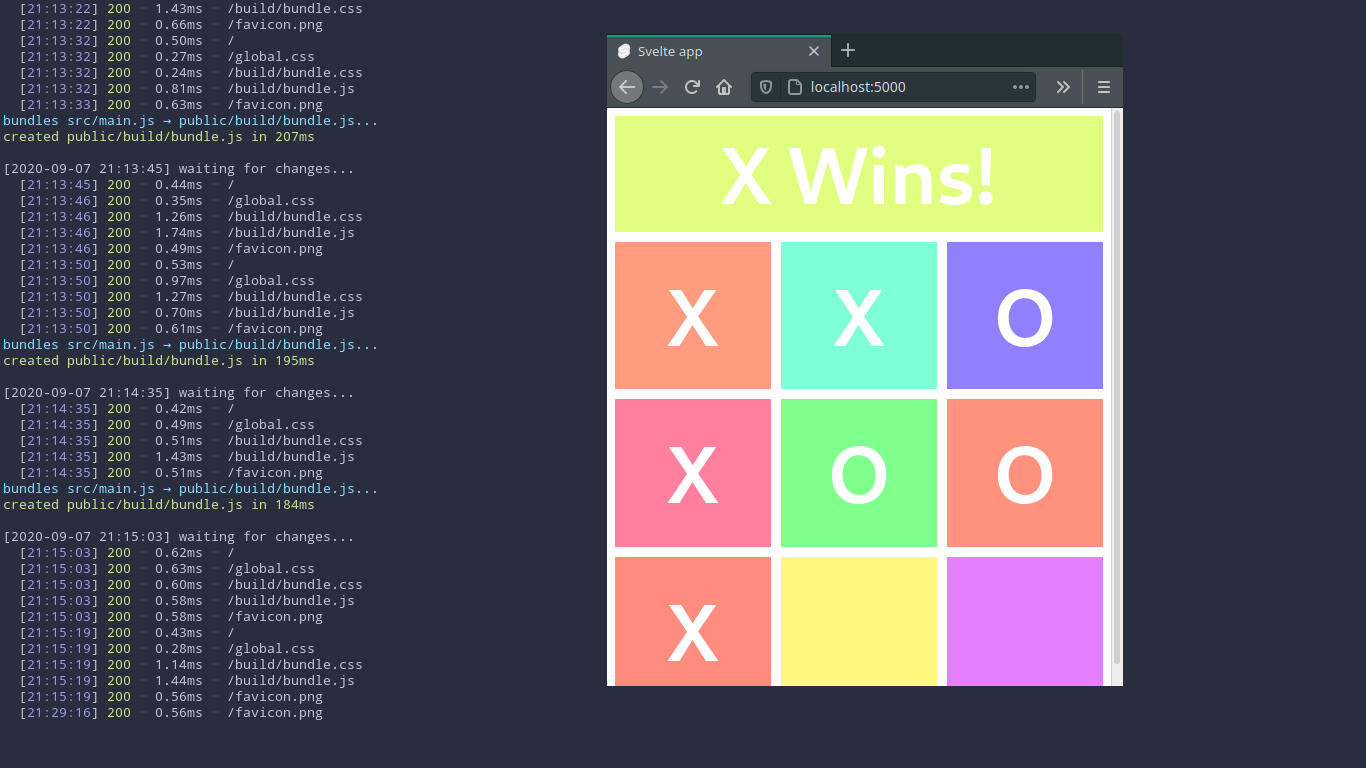 [21:13:22] 200 — 1.43ms — /build/bundle.css
[21:13:22] 200 — 0.66ms — /favicon.png
[21:13:32] 200 — 0.50ms — /
[21:13:32] 200 — 0.27ms — /global.css
[21:13:32] 200 — 0.24ms — /build/bundle.css
[21:13:32] 200 — 0.81ms — /build/bundle.js
[21:13:33] 200 — 0.63ms — /favicon.png
bundles src/main.js → public/build/bundle.js...
created public/build/bundle.js in 207ms
[2020-09-07 21:13:45] waiting for changes...
[21:13:45] 200 — 0.44ms — /
[21:13:46] 200 — 0.35ms — /global.css
[21:13:46] 200 — 1.26ms — /build/bundle.css
[21:13:46] 200 — 1.74ms — /build/bundle.js
[21:13:46] 200 — 0.49ms — /favicon.png
[21:13:50] 200 — 0.53ms — /
[21:13:50] 200 — 0.97ms — /global.css
[21:13:50] 200 — 1.27ms — /build/bundle.css
[21:13:50] 200 — 0.70ms — /build/bundle.js
[21:13:50] 200 — 0.61ms — /favicon.png
bundles src/main.js → public/build/bundle.js...
created public/build/bundle.js in 195ms
[2020-09-07 21:14:35] waiting for changes...
[21:14:35] 200 — 0.42ms — /
[21:14:35] 200 — 0.49ms — /global.css
[21:14:35] 200 — 0.51ms — /build/bundle.css
[21:14:35] 200 — 1.43ms — /build/bundle.js
[21:14:35] 200 — 0.51ms — /favicon.png
bundles src/main.js → public/build/bundle.js...
created public/build/bundle.js in 184ms
[2020-09-07 21:15:03] waiting for changes...
[21:15:03] 200 — 0.62ms — /
[21:15:03] 200 — 0.63ms — /global.css
[21:15:03] 200 — 0.60ms — /build/bundle.css
[21:15:03] 200 — 0.58ms — /build/bundle.js
[21:15:03] 200 — 0.58ms — /favicon.png
[21:15:19] 200 — 0.43ms — /
[21:15:19] 200 — 0.28ms — /global.css
[21:15:19] 200 — 1.14ms — /build/bundle.css
[21:15:19] 200 — 1.44ms — /build/bundle.js
[21:15:19] 200 — 0.56ms — /favicon.png
[21:29:16] 200 — 0.56ms — /favicon.png
Svelte app
localhost:5000
X Wins!
X X O
X O O
X